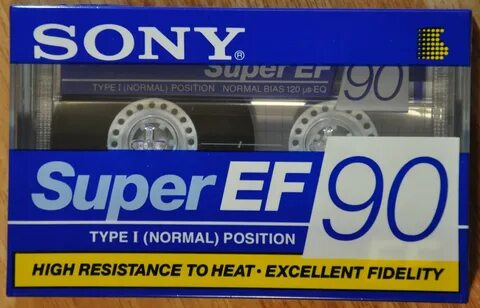 SONY®
Super EF 90
TYPE I (NORMAL) POSITION NORMAL BIAS 120 µs EQ
Super EF 90
TYPE I (NORMAL) POSITION
HIGH RESISTANCE TO HEAT • EXCELLENT FIDELITY